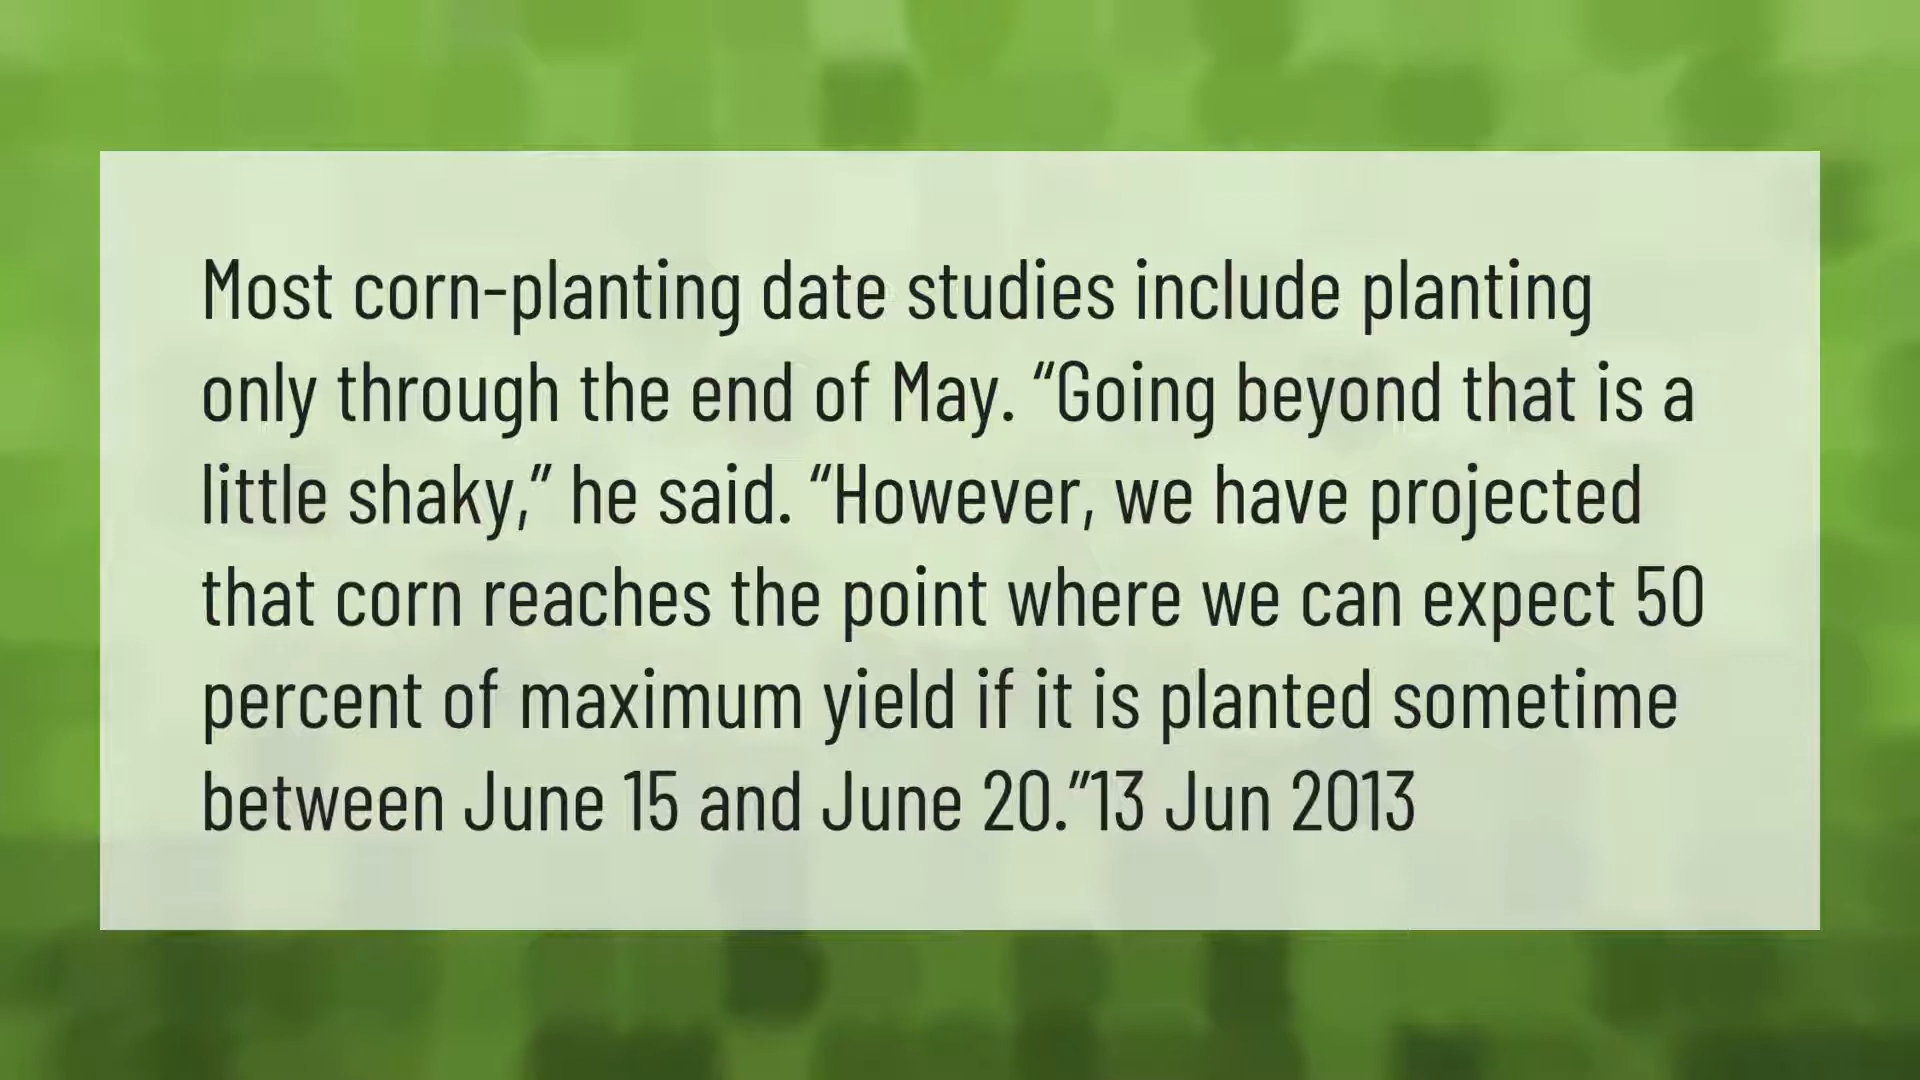 Most corn-planting date studies include planting
only through the end of May. “Going beyond that is a
little shaky,” he said. “However, we have projected
that corn reaches the point where we can expect 50
percent of maximum yield if it is planted sometime
between June 15 and June 20.”13 Jun 2013